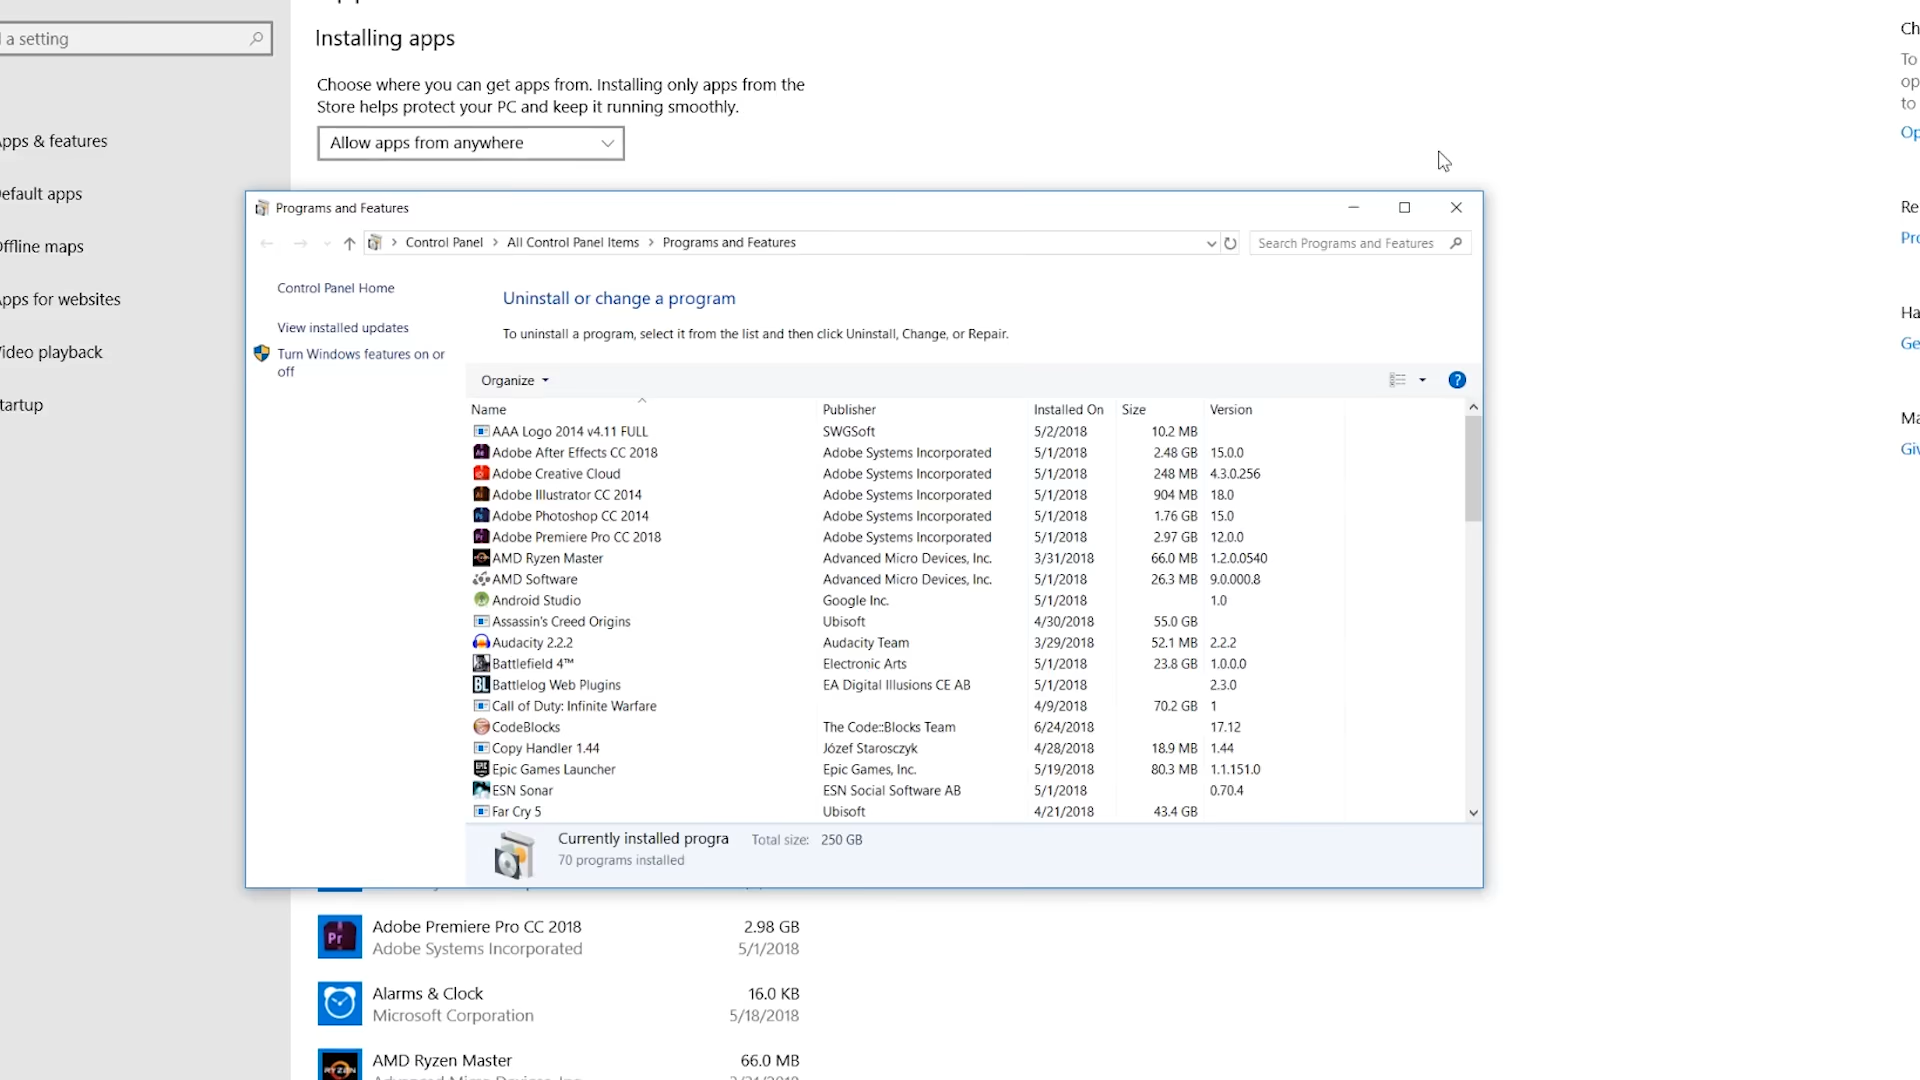 a setting
Installing apps
Choose where you can get apps from. Installing only apps from the
Store helps protect your PC and keep it running smoothly.
Allow apps from anywhere
pps & features
efault apps
ffline maps
pps for websites
ideo playback
tartup
Ch
To
op
to
Op
Re
Pro
Ha
Ge
Ma
Giv
Programs and Features
Control Panel > All Control Panel Items > Programs and Features
Search Programs and Features
Control Panel Home
View installed updates
Turn Windows features on or
off
Uninstall or change a program
To uninstall a program, select it from the list and then click Uninstall, Change, or Repair.
Organize
Name Publisher Installed On Size Version
AAA Logo 2014 v4.11 FULL SWGSoft 5/2/2018 10.2 MB
Adobe After Effects CC 2018 Adobe Systems Incorporated 5/1/2018 2.48 GB 15.0.0
Adobe Creative Cloud Adobe Systems Incorporated 5/1/2018 248 MB 4.3.0.256
Adobe Illustrator CC 2014 Adobe Systems Incorporated 5/1/2018 904 MB 18.0
Adobe Photoshop CC 2014 Adobe Systems Incorporated 5/1/2018 1.76 GB 15.0
Adobe Premiere Pro CC 2018 Adobe Systems Incorporated 5/1/2018 2.97 GB 12.0.0
AMD Ryzen Master Advanced Micro Devices, Inc. 3/31/2018 66.0 MB 1.2.0.0540
AMD Software Advanced Micro Devices, Inc. 5/1/2018 26.3 MB 9.0.000.8
Android Studio Google Inc. 5/1/2018 1.0
Assassin's Creed Origins Ubisoft 4/30/2018 55.0 GB
Audacity 2.2.2 Audacity Team 3/29/2018 52.1 MB 2.2.2
Battlefield 4™ Electronic Arts 5/1/2018 23.8 GB 1.0.0.0
Battlelog Web Plugins EA Digital Illusions CE AB 5/1/2018 2.3.0
Call of Duty: Infinite Warfare 4/9/2018 70.2 GB 1
CodeBlocks The Code::Blocks Team 6/24/2018 17.12
Copy Handler 1.44 Józef Starosczyk 4/28/2018 18.9 MB 1.44
Epic Games Launcher Epic Games, Inc. 5/19/2018 80.3 MB 1.1.151.0
ESN Sonar ESN Social Software AB 5/1/2018 0.70.4
Far Cry 5 Ubisoft 4/21/2018 43.4 GB
Currently installed progra Total size: 250 GB
70 programs installed
Adobe Premiere Pro CC 2018 2.98 GB
Adobe Systems Incorporated 5/1/2018
Alarms & Clock 16.0 KB
Microsoft Corporation 5/18/2018
AMD Ryzen Master 66.0 MB